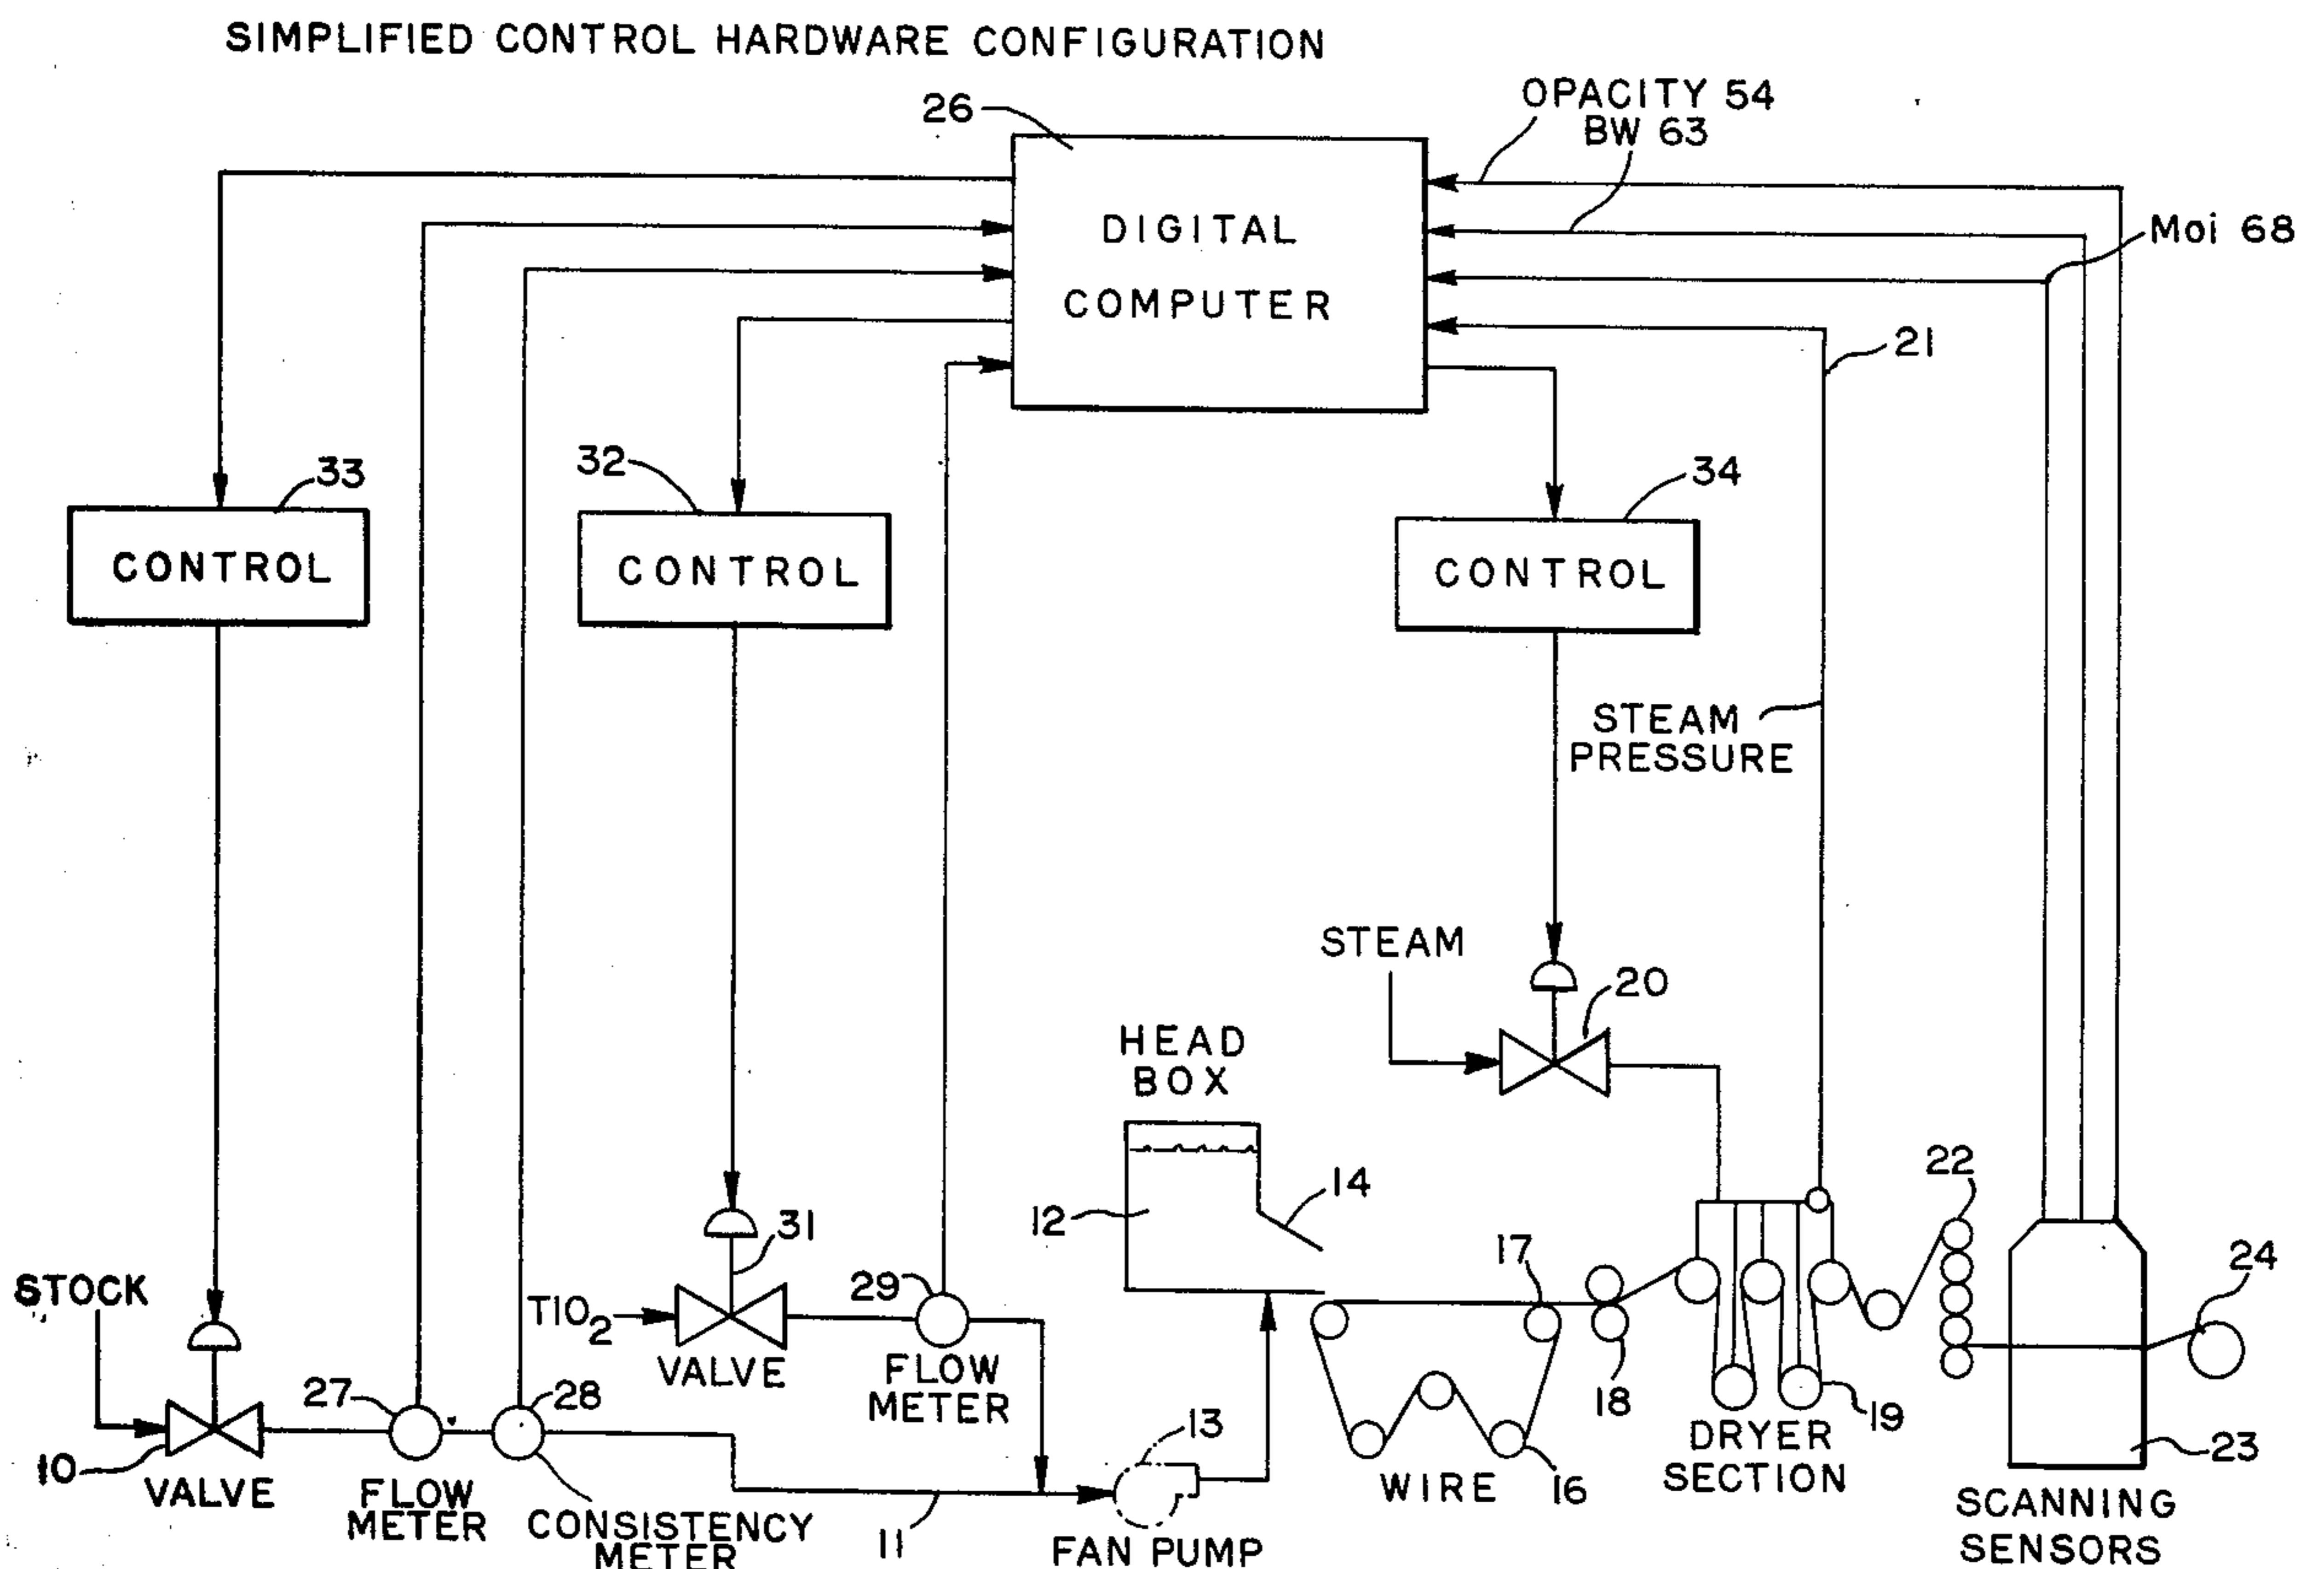 SIMPLIFIED CONTROL HARDWARE CONFIGURATION
OPACITY 54
BW 63
26
DIGITAL
COMPUTER
Moi 68
21
33
32
34
CONTROL
CONTROL
CONTROL
STEAM
PRESSURE
STEAM
20
HEAD
BOX
22
14
12
31
17
24
29
STOCK
TIO2
VALVE
FLOW
METER
27
28
18
19
13
DRYER
SECTION
23
10
VALVE
WIRE
16
FLOW
METER
CONSISTENCY
METER
11
FAN PUMP
SCANNING
SENSORS